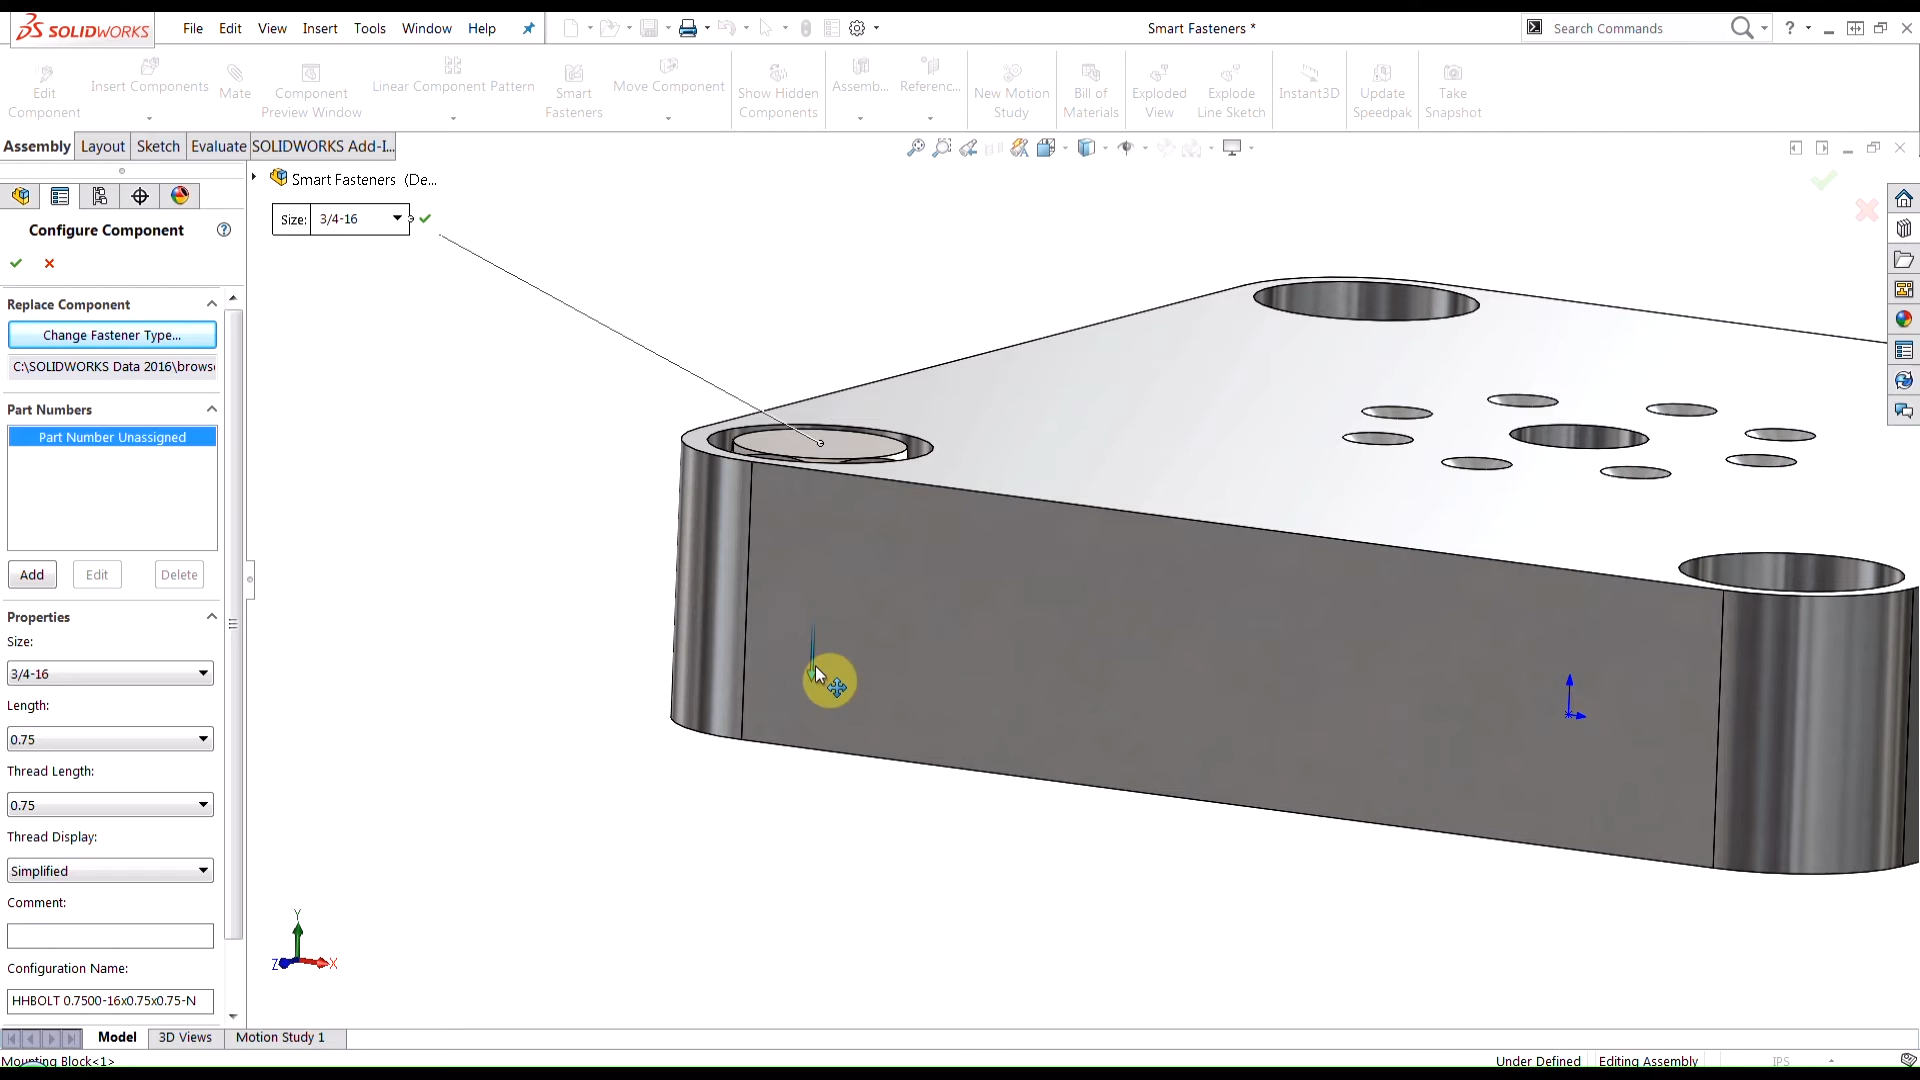 SOLIDWORKS File Edit View Insert Tools Window Help Smart Fasteners * Search Commands ?
Edit Component
Insert Components
Mate
Component Preview Window
Linear Component Pattern
Smart Fasteners
Move Component
Show Hidden Components
Assemb...
Referenc...
New Motion Study
Bill of Materials
Exploded View
Explode Line Sketch
Instant3D
Update Speedpak
Take Snapshot
Assembly Layout Sketch Evaluate SOLIDWORKS Add-I...
Smart Fasteners (De...
Size: 3/4-16
Configure Component ?
Replace Component
Change Fastener Type...
C:\SOLIDWORKS Data 2016\brows
Part Numbers
Part Number Unassigned
Add Edit Delete
Properties
Size:
3/4-16
Length:
0.75
Thread Length:
0.75
Thread Display:
Simplified
Comment:
Configuration Name:
HHBOLT 0.7500-16x0.75x0.75-N
Y
Z X
Model 3D Views Motion Study 1
Mounting Block<1> Under Defined Editing Assembly IPS